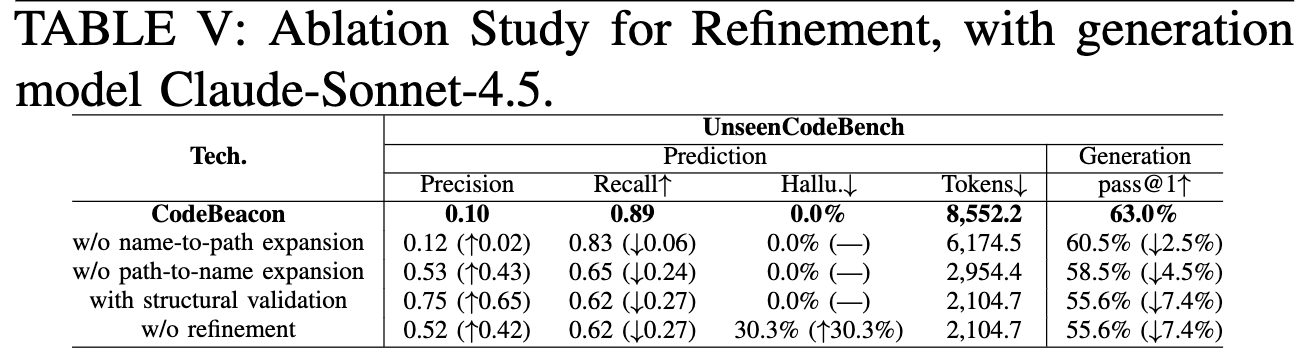 TABLE V: Ablation Study for Refinement, with generation
model Claude-Sonnet-4.5.
Tech. UnseenCodeBench
Prediction Generation
Precision Recall↑ Hallu.↓ Tokens↓ pass@1↑
CodeBeacon 0.10 0.89 0.0% 8,552.2 63.0%
w/o name-to-path expansion 0.12 (↑0.02) 0.83 (↓0.06) 0.0% (—) 6,174.5 60.5% (↓2.5%)
w/o path-to-name expansion 0.53 (↑0.43) 0.65 (↓0.24) 0.0% (—) 2,954.4 58.5% (↓4.5%)
with structural validation 0.75 (↑0.65) 0.62 (↓0.27) 0.0% (—) 2,104.7 55.6% (↓7.4%)
w/o refinement 0.52 (↑0.42) 0.62 (↓0.27) 30.3% (↑30.3%) 2,104.7 55.6% (↓7.4%)